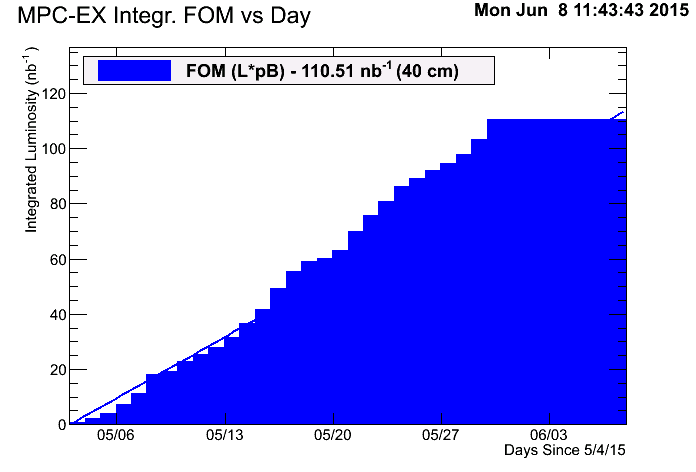 MPC-EX Integr. FOM vs Day
Mon Jun 8 11:43:43 2015
FOM (L*pB) - 110.51 nb⁻¹ (40 cm)
Integrated Luminosity (nb⁻¹)
120
100
80
60
40
20
0
05/06 05/13 05/20 05/27 06/03
Days Since 5/4/15